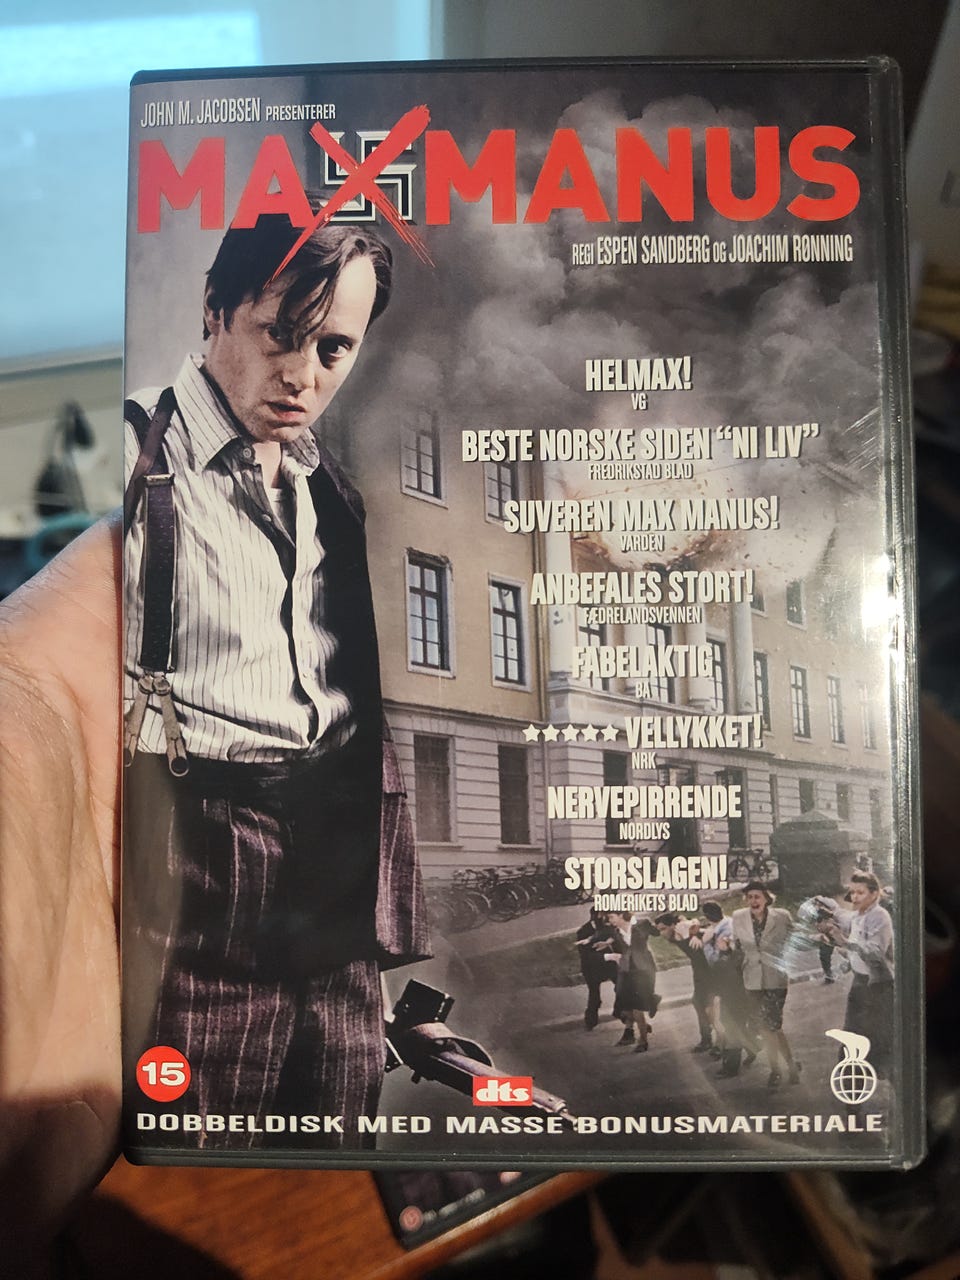 JOHN M. JACOBSEN PRESENTERER
MAX MANUS
REGI ESPEN SANDBERG OG JOACHIM RØNNING
HELMAX!
VG
BESTE NORSKE SIDEN “NI LIV”
FREDRIKSTAD BLAD
SUVEREN MAX MANUS!
VARDEN
ANBEFALES STORT!
FÆDRELANDSVENNEN
FABELAKTIG
BA
★★★★★ VELLYKKET!
NRK
NERVEPIRRENDE
NORDLYS
STORSLAGEN!
ROMERIKETS BLAD
15
dts
DOBBELDISK MED MASSE BONUSMATERIALE